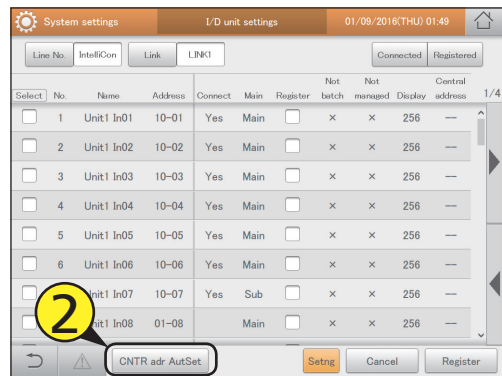 System settings I/D unit settings 01/09/2016(THU) 01:49
Line No. IntelliCon Link LINK1 Connected Registered
Select No. Name Address Connect Main Register Not batch Not managed Display Central address 1/4
1 Unit1 In01 10-01 Yes Main × × 256 --
2 Unit1 In02 10-02 Yes Main × × 256 --
3 Unit1 In03 10-03 Yes Main × × 256 --
4 Unit1 In04 10-04 Yes Main × × 256 --
5 Unit1 In05 10-05 Yes Main × × 256 --
6 Unit1 In06 10-06 Yes Main × × 256 --
Unit1 In07 10-07 Yes Sub × × 256 --
Unit1 In08 01-08 Main × × 256 --
2
CNTR adr AutSet Setng Cancel Register